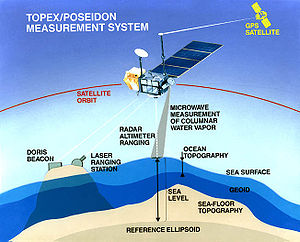 TOPEX/POSEIDON
MEASUREMENT SYSTEM
GPS
SATELLITE
SATELLITE
ORBIT
MICROWAVE
MEASUREMENT
OF COLUMNAR
WATER VAPOR
RADAR
ALTIMETER
RANGING
DORIS
BEACON
LASER
RANGING
STATION
OCEAN
TOPOGRAPHY
SEA SURFACE
GEOID
SEA
LEVEL
SEA-FLOOR
TOPOGRAPHY
REFERENCE ELLIPSOID